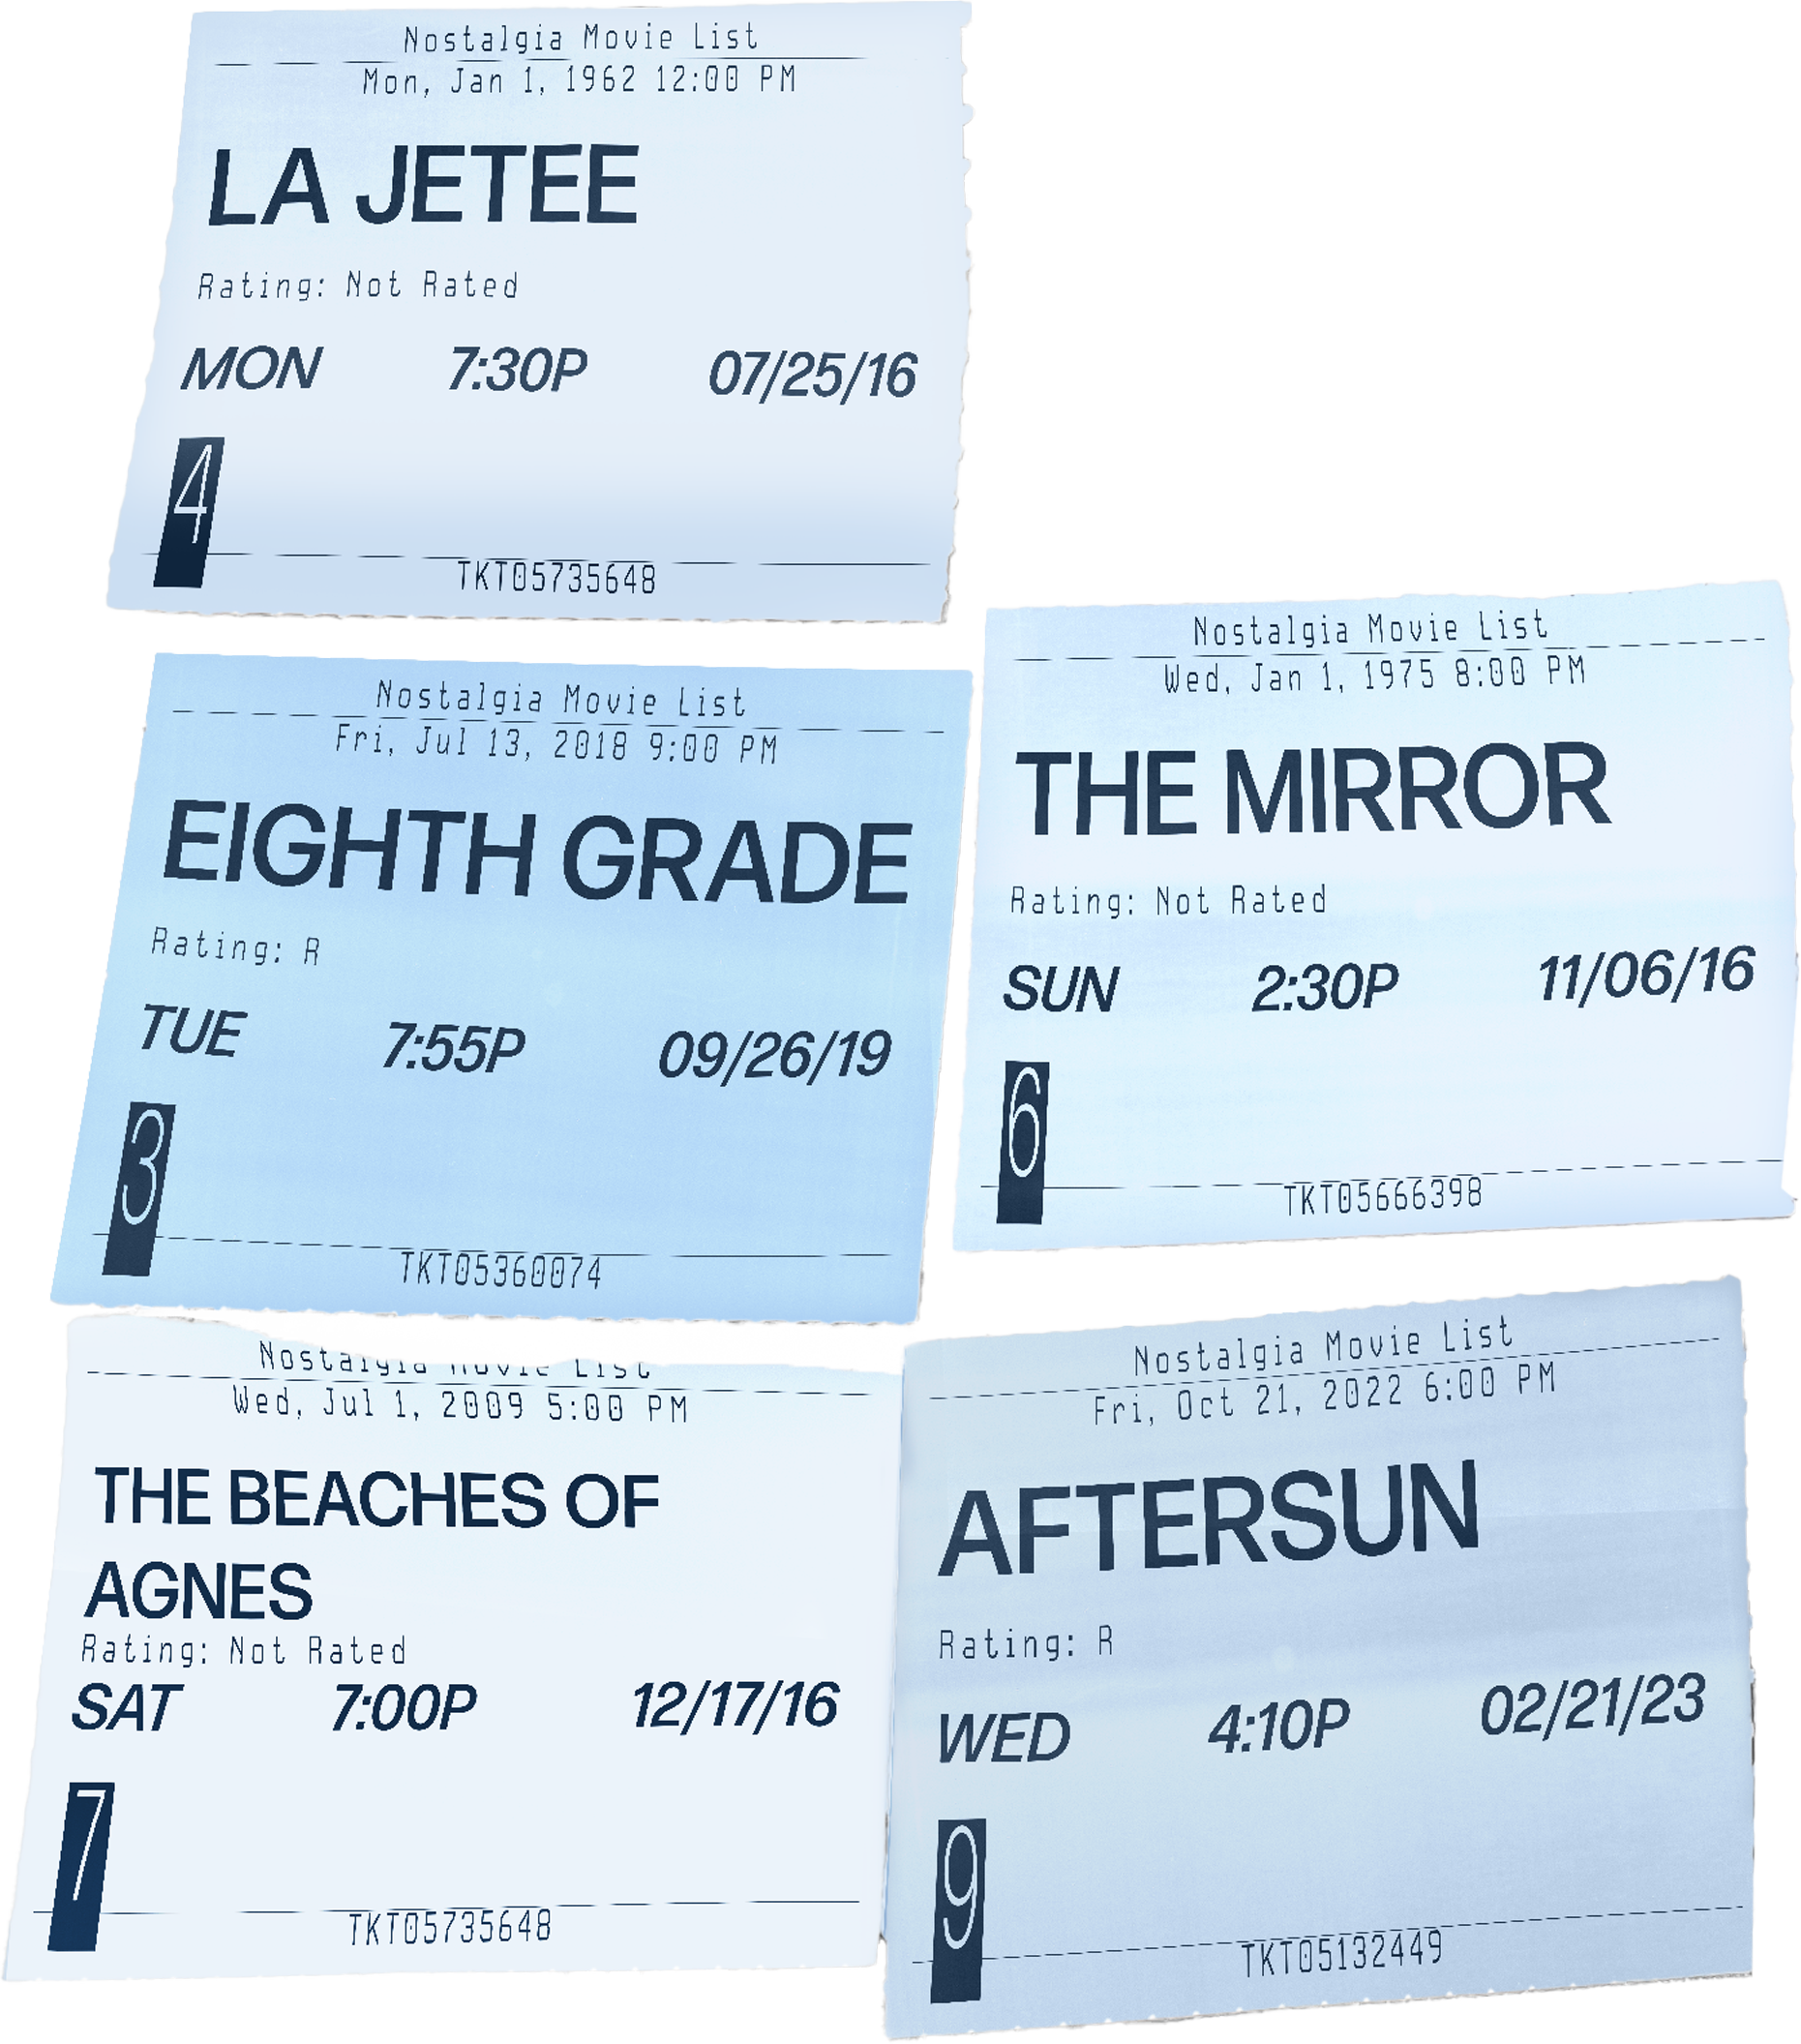 Nostalgia Movie List
Mon, Jan 1, 1962 12:00 PM
LA JETEE
Rating: Not Rated
MON 7:30P 07/25/16
4
TKT05735648
Nostalgia Movie List
Fri, Jul 13, 2018 9:00 PM
EIGHTH GRADE
Rating: R
TUE 7:55P 09/26/19
3
TKT05360074
Nostalgia Movie List
Wed, Jan 1, 1975 8:00 PM
THE MIRROR
Rating: Not Rated
SUN 2:30P 11/06/16
6
TKT05666398
Nostalgia Movie List
Wed, Jul 1, 2009 5:00 PM
THE BEACHES OF
AGNES
Rating: Not Rated
SAT 7:00P 12/17/16
7
TKT05735648
Nostalgia Movie List
Fri, Oct 21, 2022 6:00 PM
AFTERSUN
Rating: R
WED 4:10P 02/21/23
9
TKT05132449